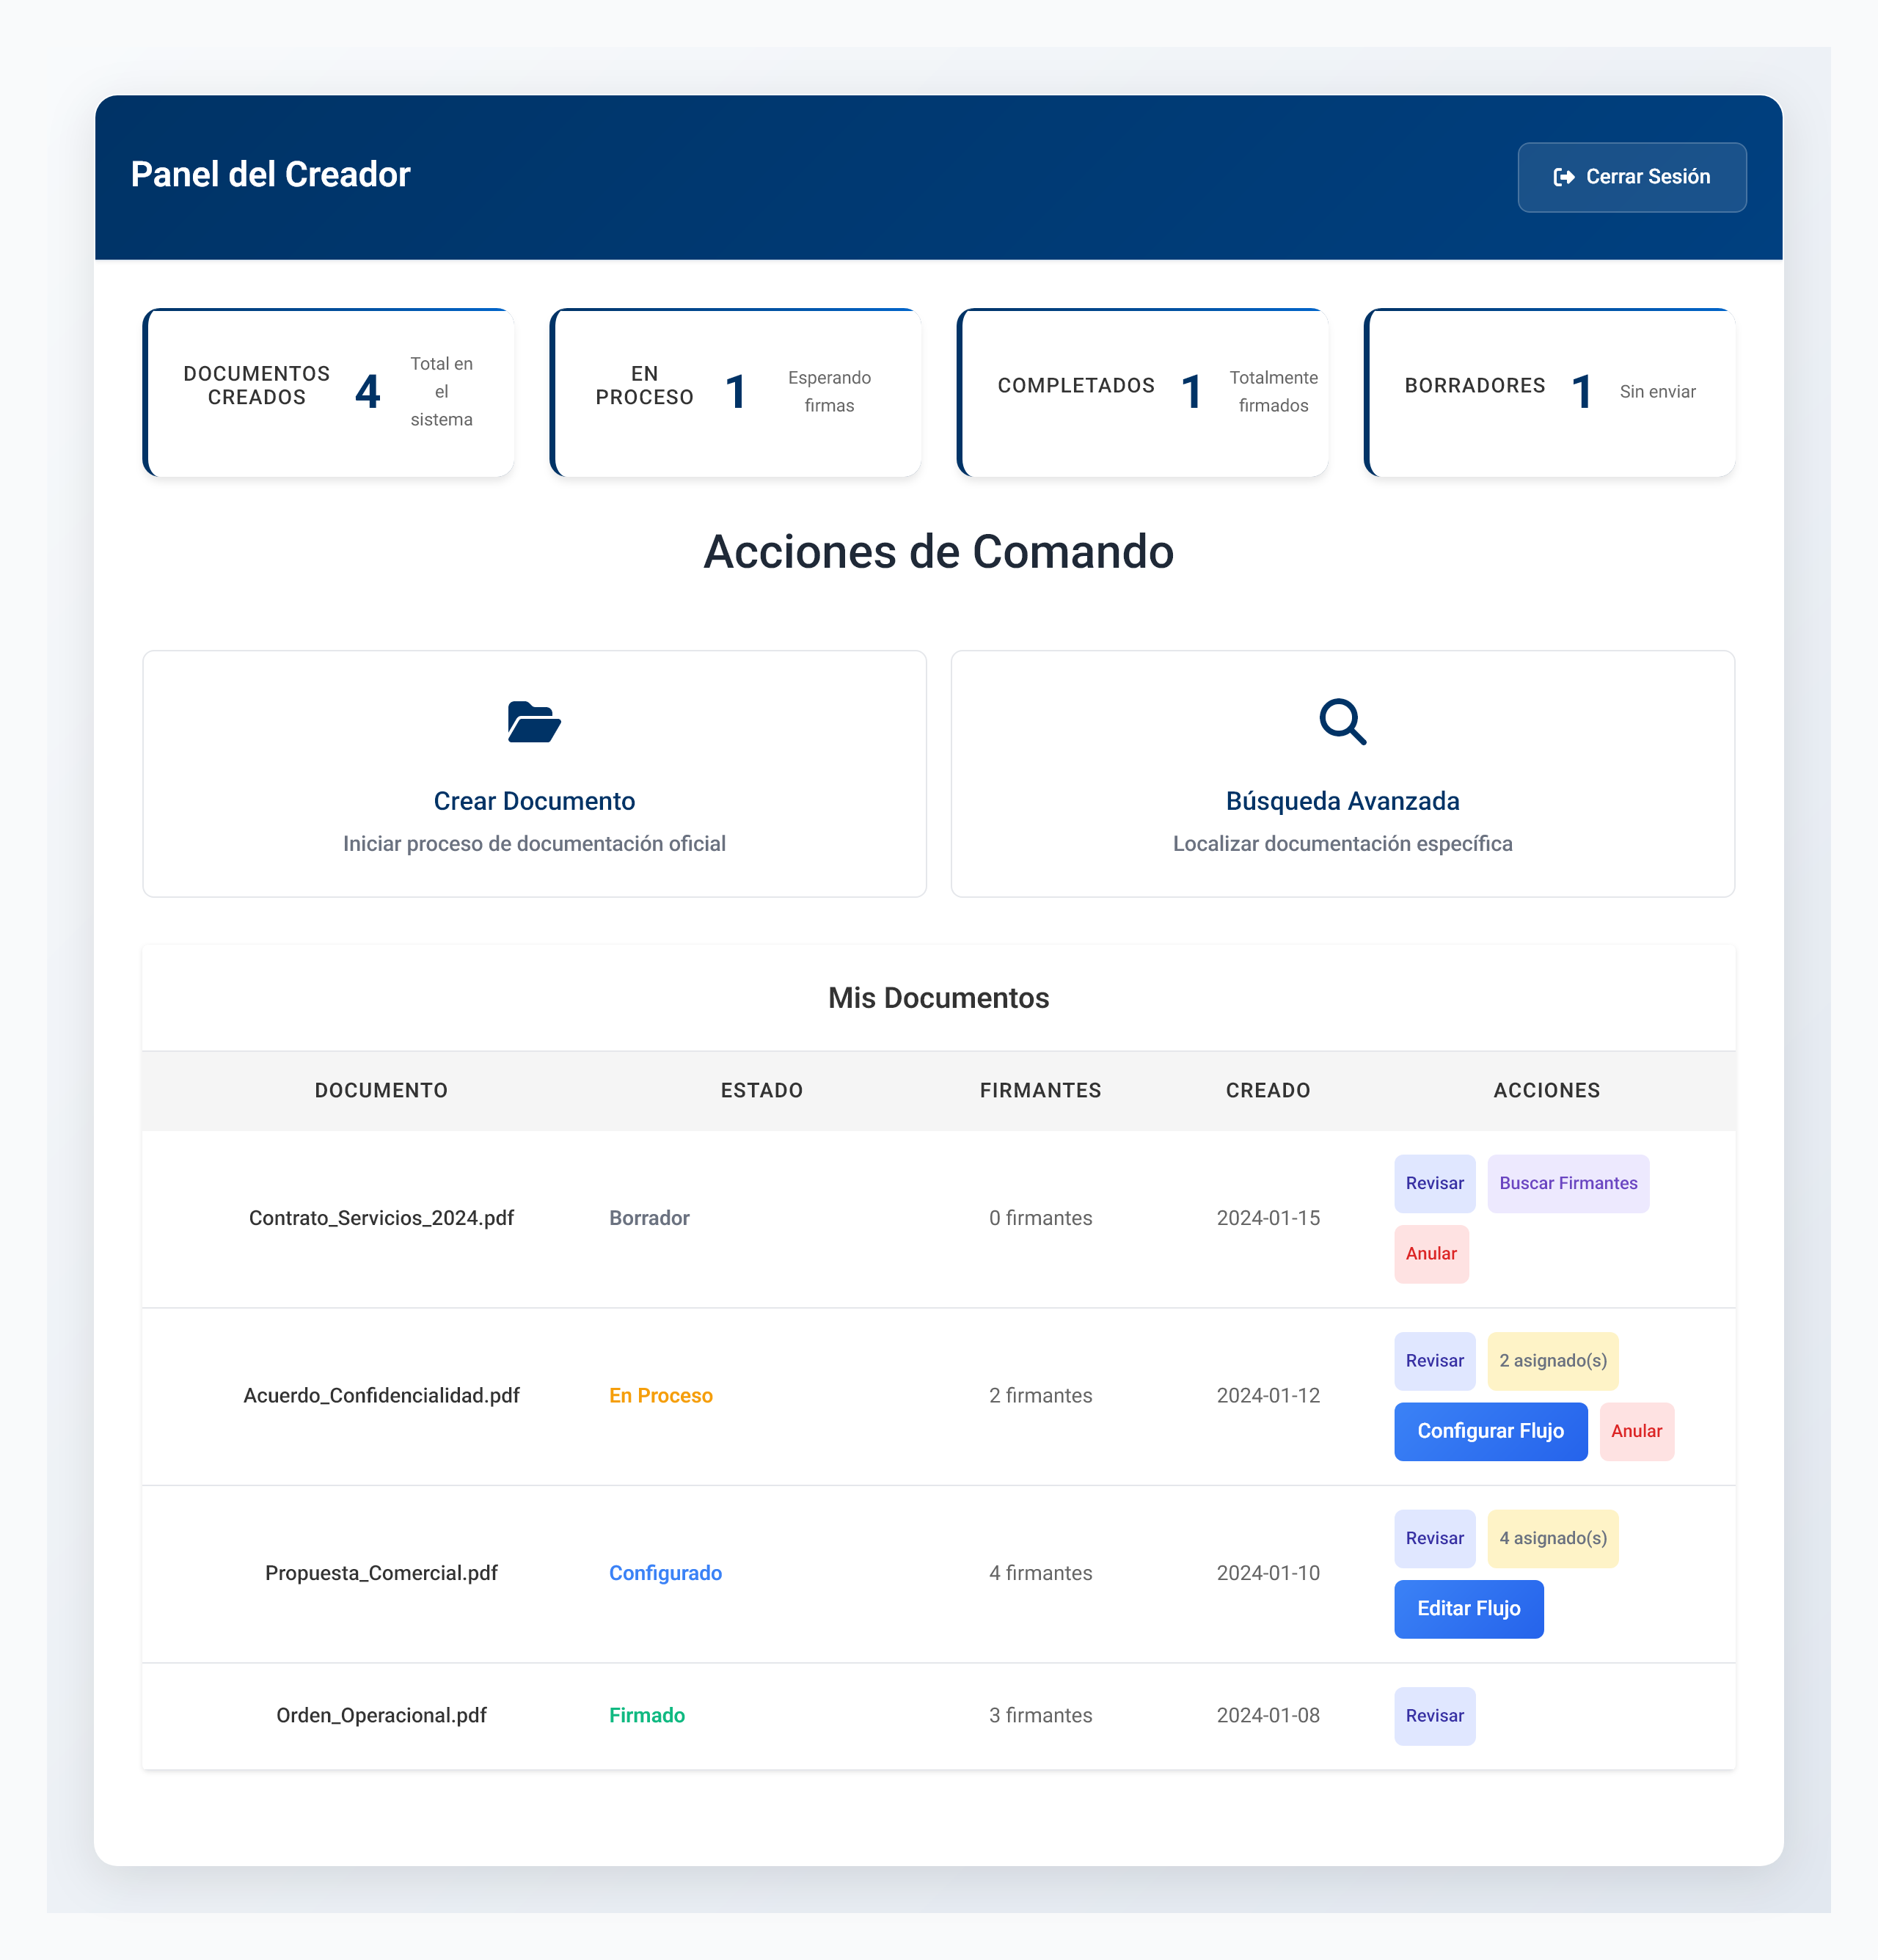 Panel del Creador
Cerrar Sesión
DOCUMENTOS
CREADOS
4
Total en
el
sistema
EN
PROCESO
1
Esperando
firmas
COMPLETADOS
1
Totalmente
firmados
BORRADORES
1
Sin enviar
Acciones de Comando
Crear Documento
Iniciar proceso de documentación oficial
Búsqueda Avanzada
Localizar documentación específica
Mis Documentos
DOCUMENTO ESTADO FIRMANTES CREADO ACCIONES
Contrato_Servicios_2024.pdf Borrador 0 firmantes 2024-01-15 Revisar Buscar Firmantes
Anular
Acuerdo_Confidencialidad.pdf En Proceso 2 firmantes 2024-01-12 Revisar 2 asignado(s)
Configurar Flujo Anular
Propuesta_Comercial.pdf Configurado 4 firmantes 2024-01-10 Revisar 4 asignado(s)
Editar Flujo
Orden_Operacional.pdf Firmado 3 firmantes 2024-01-08 Revisar